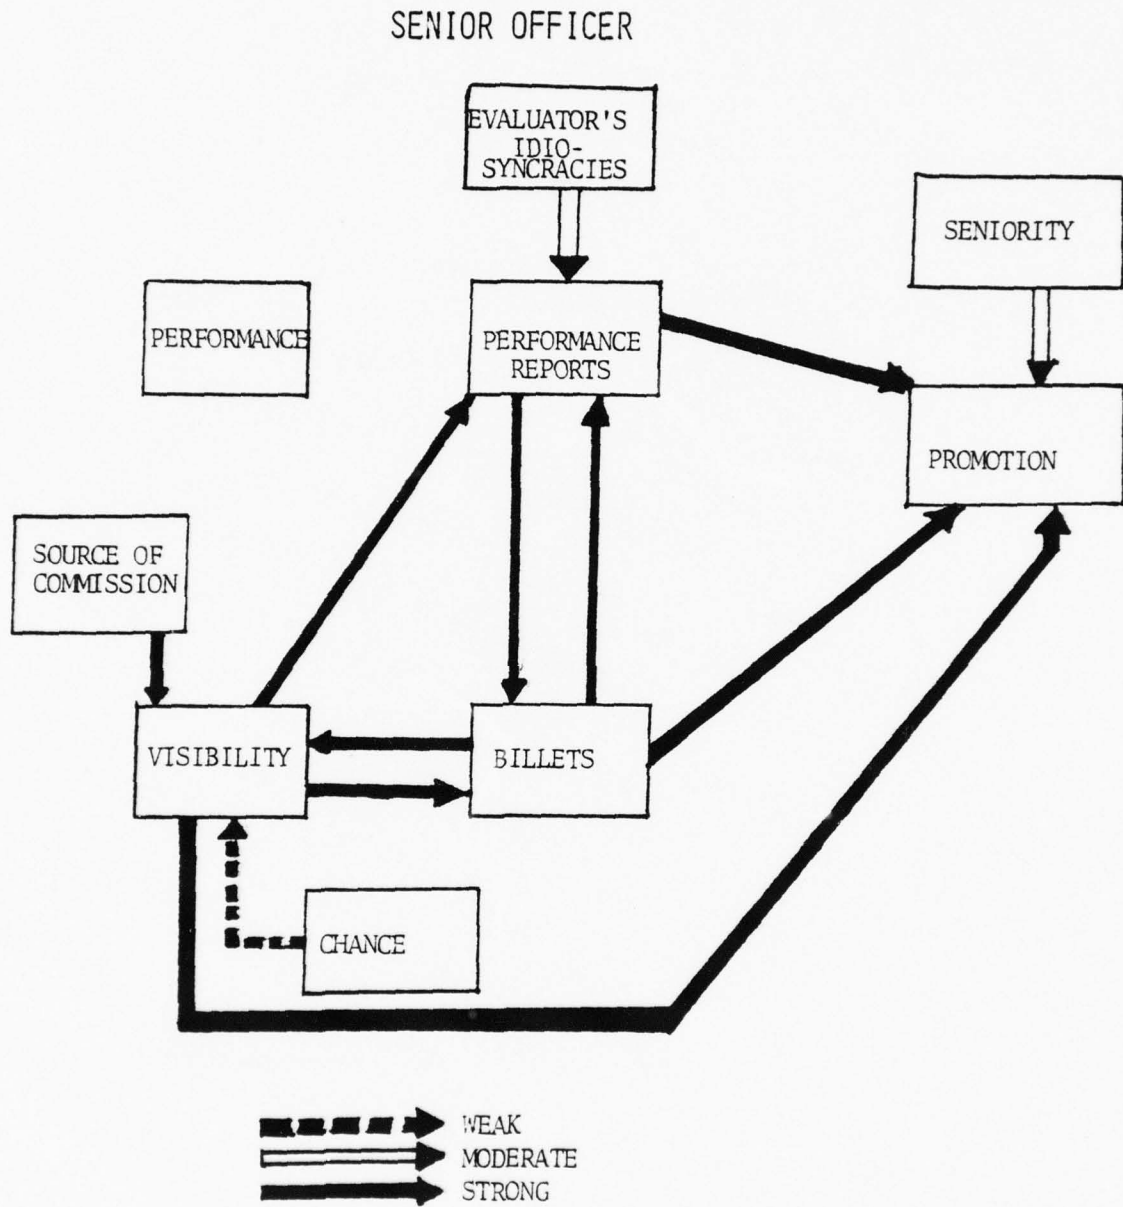 SENIOR OFFICER
EVALUATOR'S
IDIO-
SYNCRACIES
SENIORITY
PERFORMANCE
PERFORMANCE
REPORTS
PROMOTION
SOURCE OF
COMMISSION
VISIBILITY
BILLETS
CHANCE
WEAK
MODERATE
STRONG